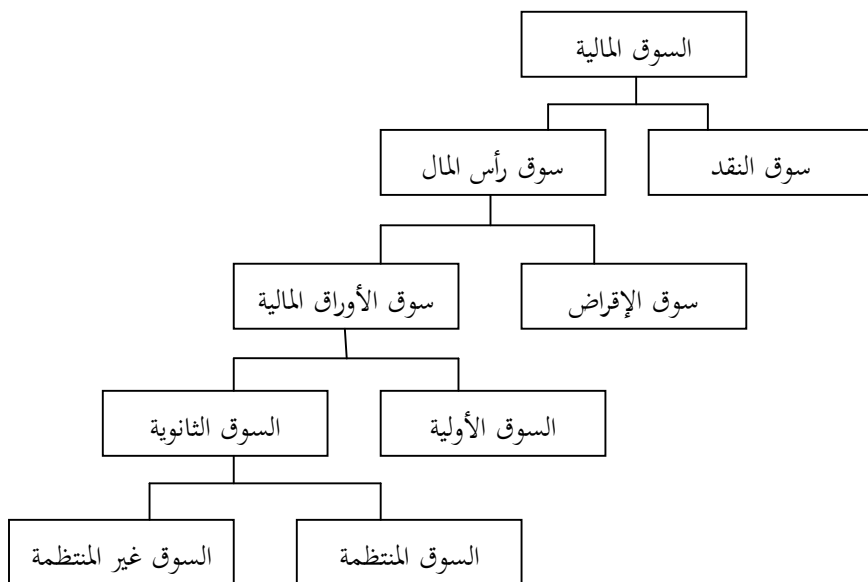 السوق المالية
سوق النقد
سوق رأس المال
سوق الإقراض
سوق الأوراق المالية
السوق الأولية
السوق الثانوية
السوق المنتظمة
السوق غير المنتظمة